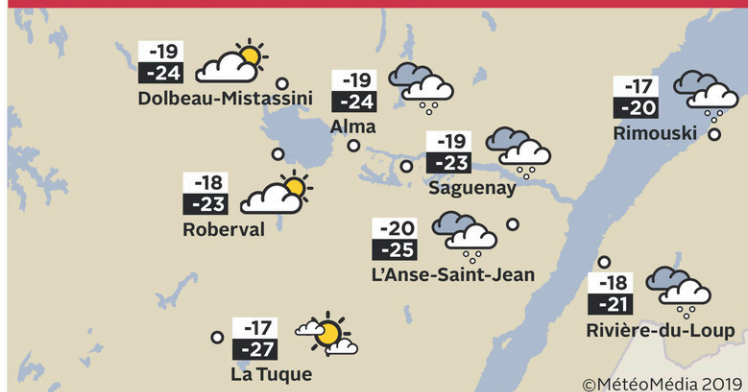 -19
-24
Dolbeau-Mistassini
-19
-24
Alma
-17
-20
Rimouski
-19
-23
Saguenay
-18
-23
Roberval
-20
-25
L'Anse-Saint-Jean
-18
-21
Rivière-du-Loup
-17
-27
La Tuque
©MétéoMédia 2019